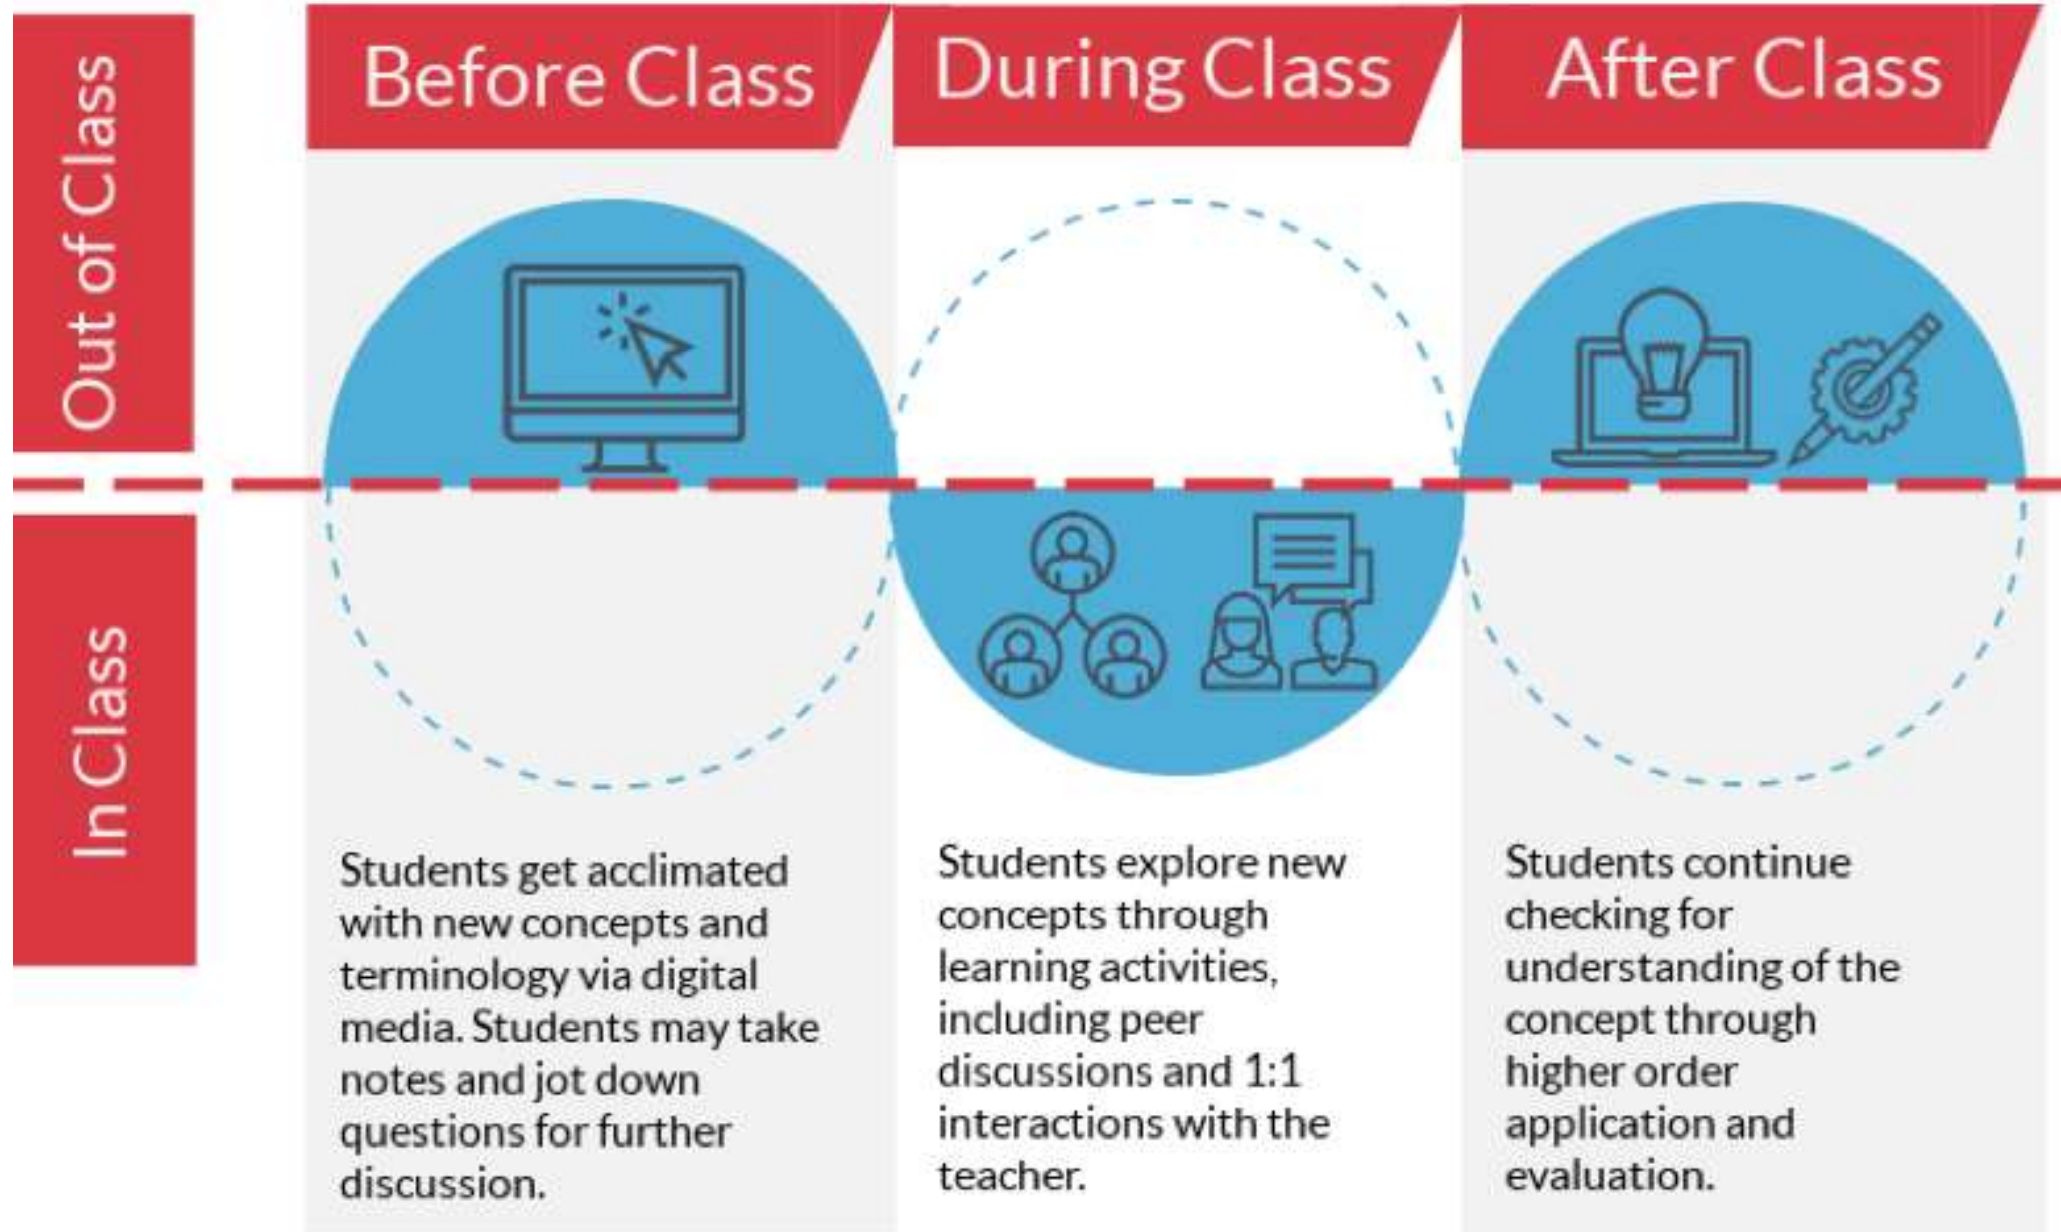 Out of Class
In Class
Before Class
During Class
After Class
Students get acclimated
with new concepts and
terminology via digital
media. Students may take
notes and jot down
questions for further
discussion.
Students explore new
concepts through
learning activities,
including peer
discussions and 1:1
interactions with the
teacher.
Students continue
checking for
understanding of the
concept through
higher order
application and
evaluation.